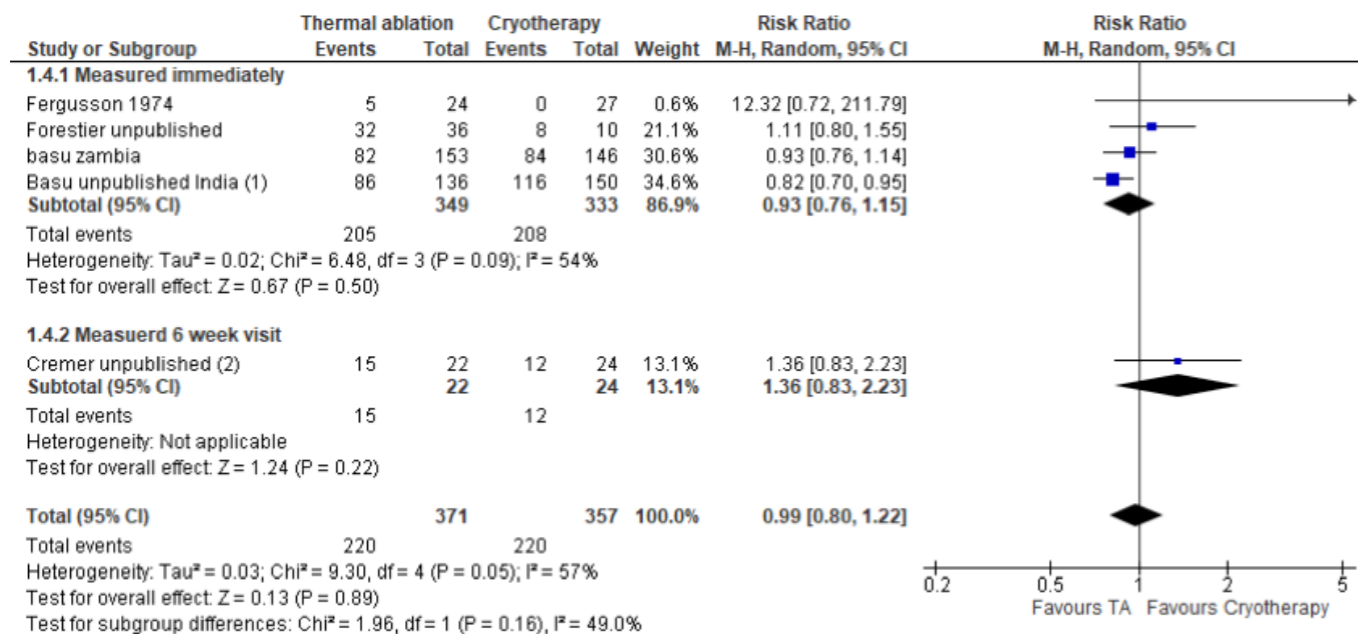 Thermal ablation Cryotherapy Risk Ratio Risk Ratio
Study or Subgroup Events Total Events Total Weight M-H, Random, 95% CI M-H, Random, 95% CI
1.4.1 Measured immediately
Fergusson 1974 5 24 0 27 0.6% 12.32 [0.72, 211.79]
Forestier unpublished 32 36 8 10 21.1% 1.11 [0.80, 1.55]
basu zambia 82 153 84 146 30.6% 0.93 [0.76, 1.14]
Basu unpublished India (1) 86 136 116 150 34.6% 0.82 [0.70, 0.95]
Subtotal (95% CI) 349 333 86.9% 0.93 [0.76, 1.15]
Total events 205 208
Heterogeneity: Tau² = 0.02; Chi² = 6.48, df = 3 (P = 0.09); I² = 54%
Test for overall effect: Z = 0.67 (P = 0.50)
1.4.2 Measuerd 6 week visit
Cremer unpublished (2) 15 22 12 24 13.1% 1.36 [0.83, 2.23]
Subtotal (95% CI) 22 24 13.1% 1.36 [0.83, 2.23]
Total events 15 12
Heterogeneity: Not applicable
Test for overall effect: Z = 1.24 (P = 0.22)
Total (95% CI) 371 357 100.0% 0.99 [0.80, 1.22]
Total events 220 220
Heterogeneity: Tau² = 0.03; Chi² = 9.30, df = 4 (P = 0.05); I² = 57%
Test for overall effect: Z = 0.13 (P = 0.89)
Test for subgroup differences: Chi² = 1.96, df = 1 (P = 0.16), I² = 49.0%
0.2 0.5 1 2 5
Favours TA Favours Cryotherapy